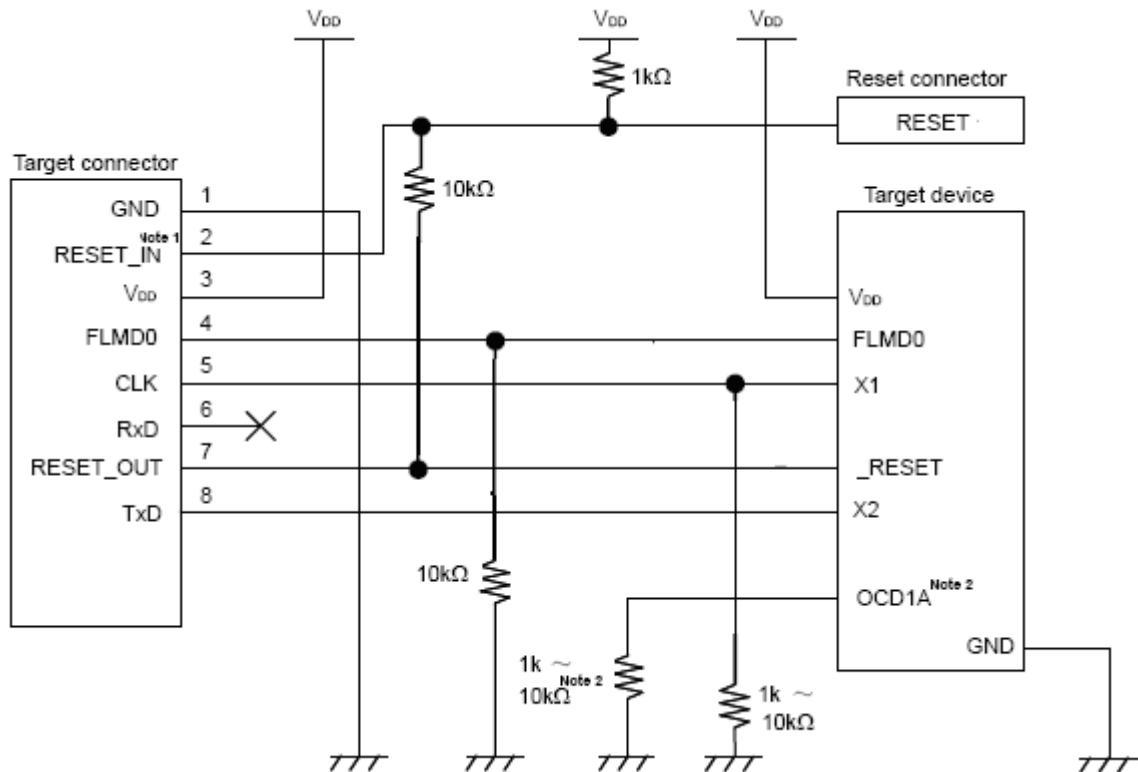 VDD
VDD
VDD
1kΩ
Reset connector
RESET
Target connector
10kΩ
Target device
GND
1
RESET_IN Note 1
2
VDD
3
VDD
FLMD0
4
FLMD0
CLK
5
X1
RxD
6
RESET_OUT
7
_RESET
TxD
8
X2
10kΩ
OCD1A Note 2
GND
1k ~
10kΩ Note 2
1k ~
10kΩ